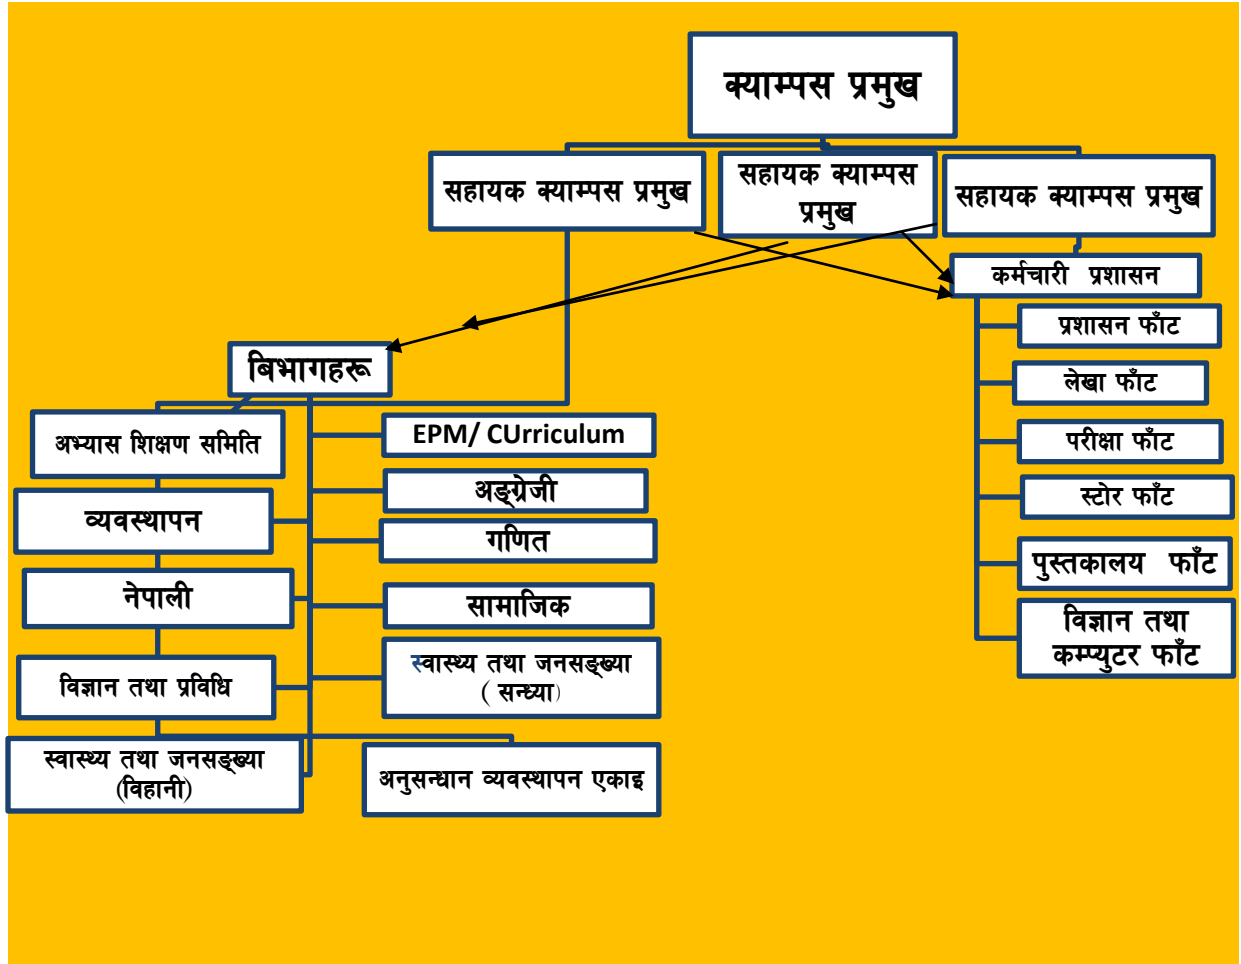 क्याम्पस प्रमुख
सहायक क्याम्पस प्रमुख
सहायक क्याम्पस
प्रमुख
सहायक क्याम्पस प्रमुख
कर्मचारी प्रशासन
प्रशासन फाँट
लेखा फाँट
परीक्षा फाँट
स्टोर फाँट
पुस्तकालय फाँट
विज्ञान तथा
कम्प्युटर फाँट
बिभागहरू
अभ्यास शिक्षण समिति
व्यवस्थापन
नेपाली
विज्ञान तथा प्रविधि
स्वास्थ्य तथा जनसङ्ख्या
(विहानी)
EPM/ CUrriculum
अङ्ग्रेजी
गणित
सामाजिक
स्वास्थ्य तथा जनसङ्ख्या
( सन्ध्या)
अनुसन्धान व्यवस्थापन एकाइ